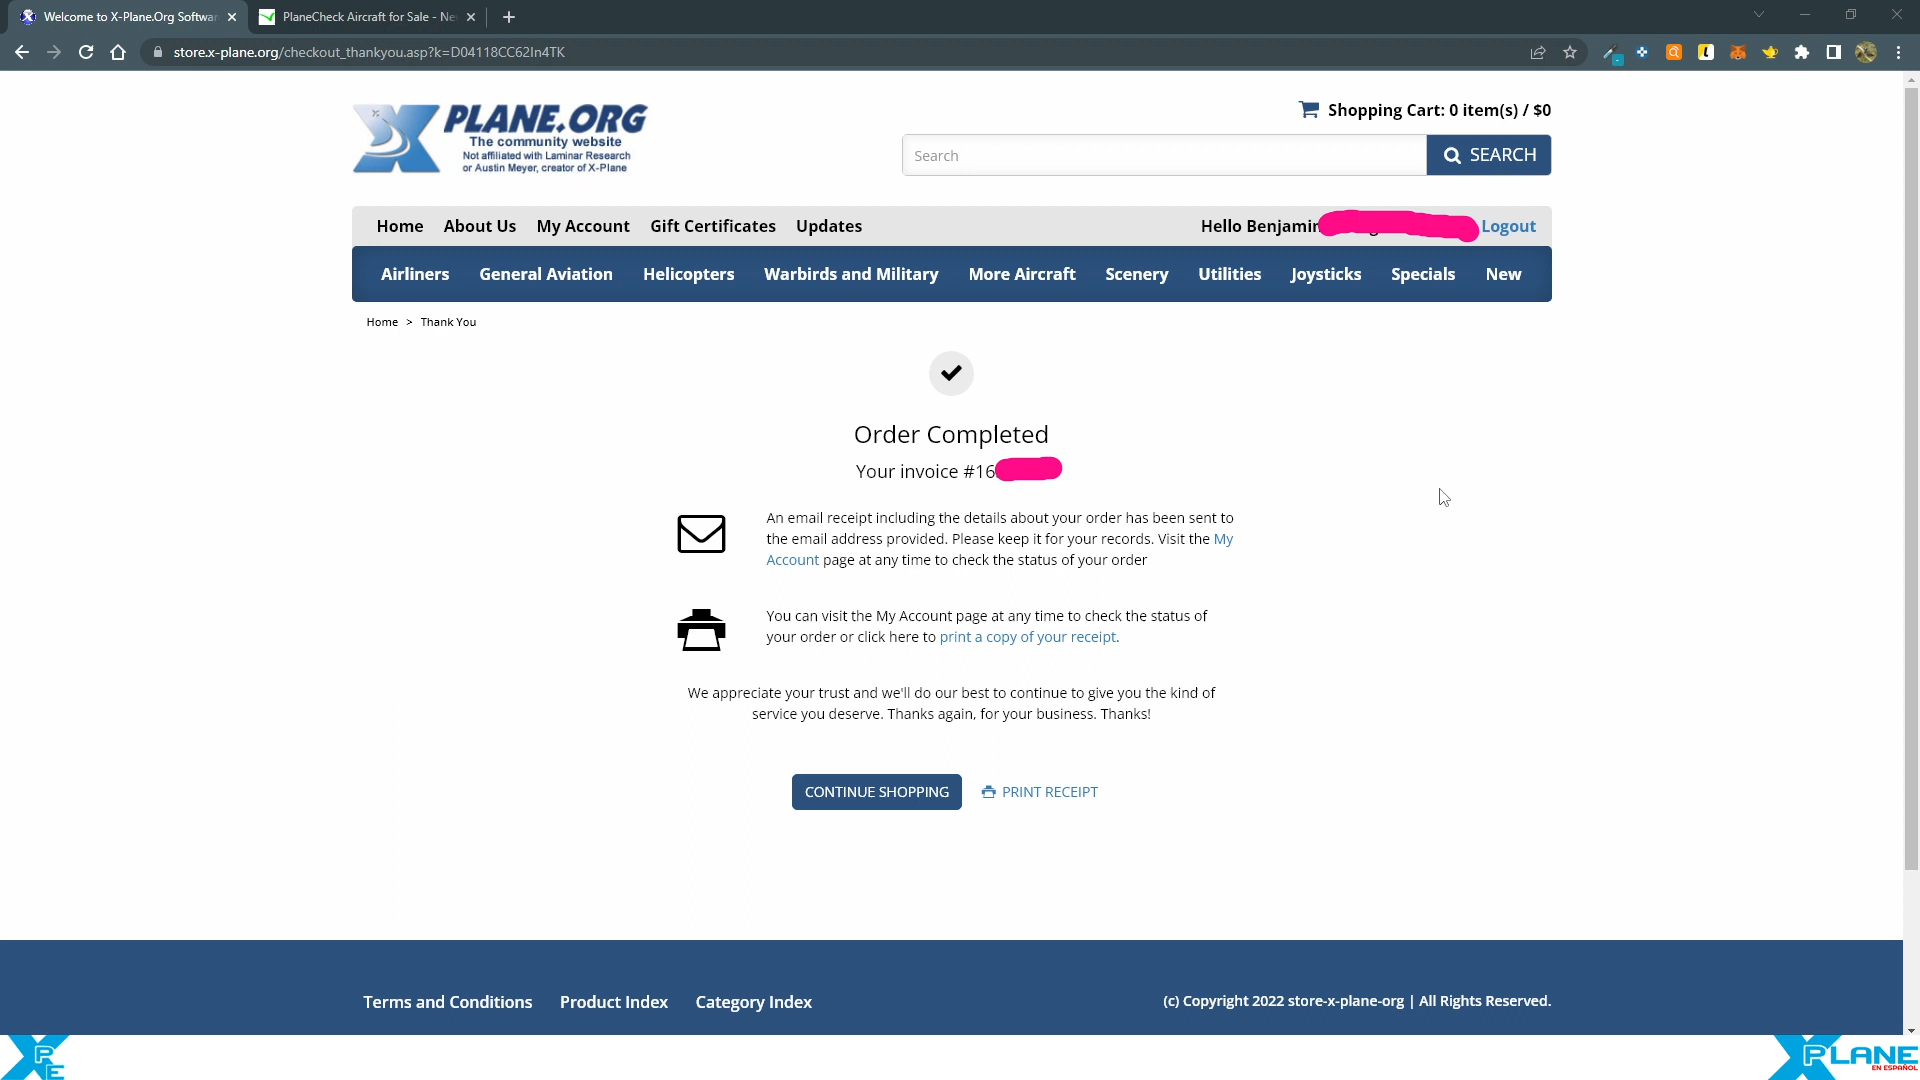 Welcome to X-Plane.Org Softwar
PlaneCheck Aircraft for Sale - Ne
store.x-plane.org/checkout_thankyou.asp?k=D04118CC62In4TK
PLANE.ORG
The community website
Not affiliated with Laminar Research
or Austin Meyer, creator of X-Plane
Shopping Cart: 0 item(s) / $0
Search
SEARCH
Home About Us My Account Gift Certificates Updates
Hello Benjamin
Logout
Airliners General Aviation Helicopters Warbirds and Military More Aircraft Scenery Utilities Joysticks Specials New
Home > Thank You
Order Completed
Your invoice #16
An email receipt including the details about your order has been sent to
the email address provided. Please keep it for your records. Visit the My
Account page at any time to check the status of your order
You can visit the My Account page at any time to check the status of
your order or click here to print a copy of your receipt.
We appreciate your trust and we'll do our best to continue to give you the kind of
service you deserve. Thanks again, for your business. Thanks!
CONTINUE SHOPPING
PRINT RECEIPT
Terms and Conditions Product Index Category Index
(c) Copyright 2022 store-x-plane-org | All Rights Reserved.
XPE
XPLANE
EN ESPAÑOL